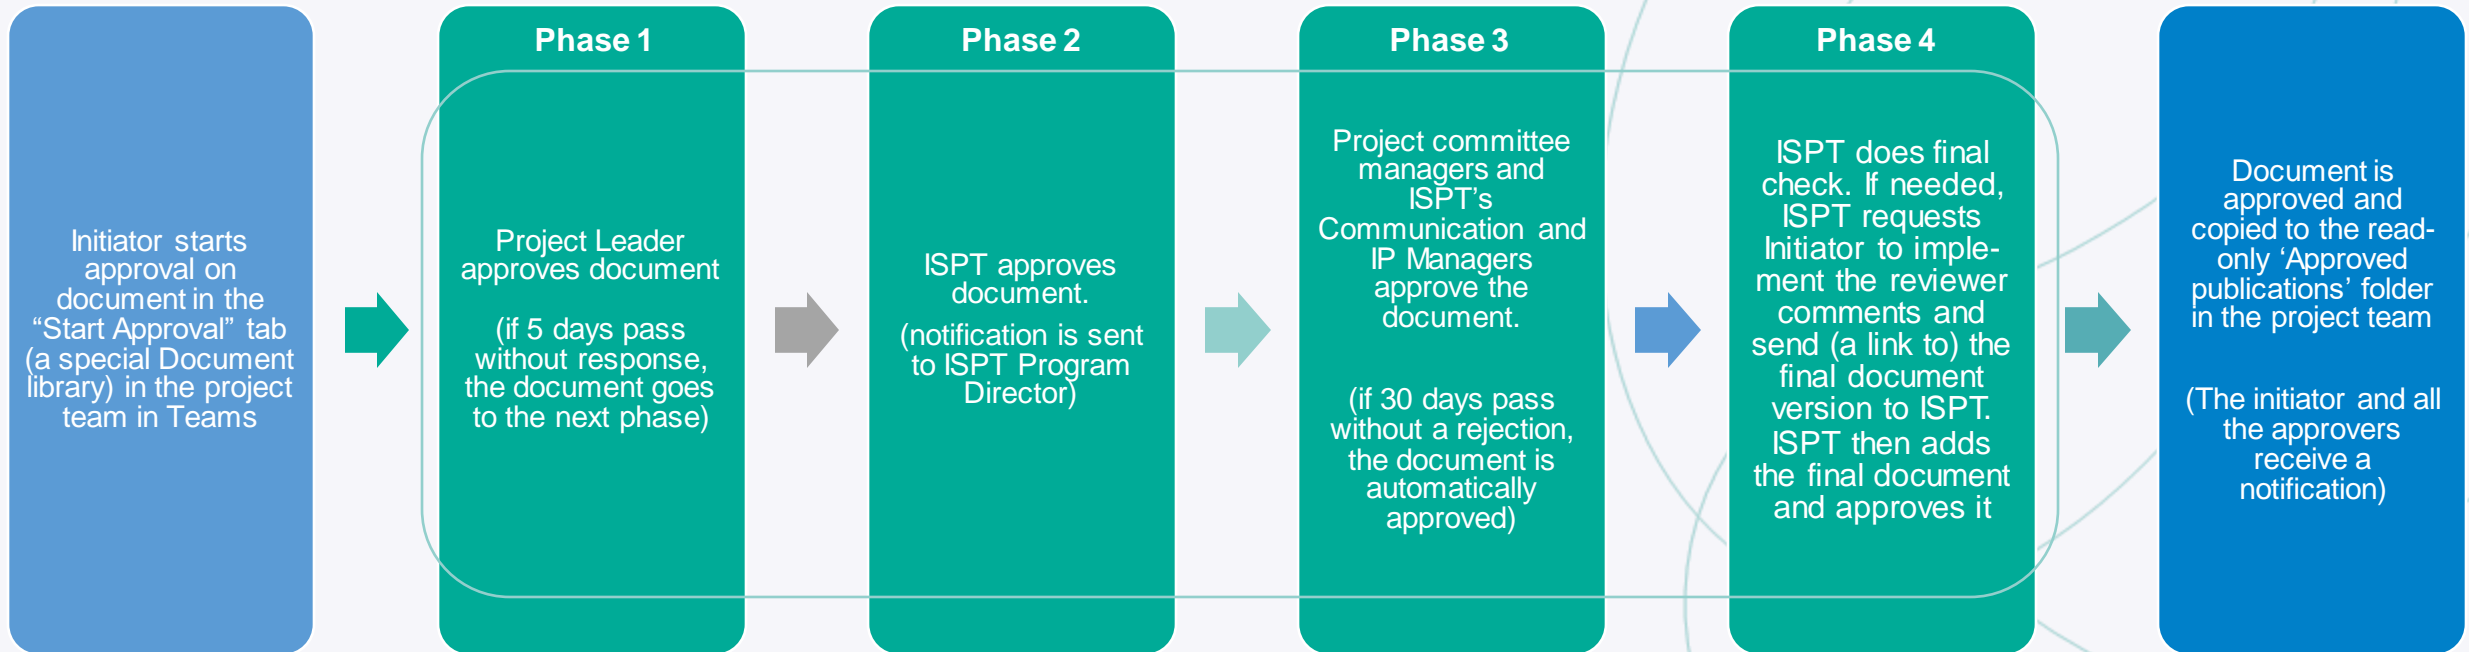 Initiator starts
approval on
document in the
“Start Approval” tab
(a special Document
library) in the project
team in Teams
Phase 1
Project Leader
approves document
(if 5 days pass
without response,
the document goes
to the next phase)
Phase 2
ISPT approves
document.
(notification is sent
to ISPT Program
Director)
Phase 3
Project committee
managers and
ISPT’s
Communication and
IP Managers
approve the
document.
(if 30 days pass
without a rejection,
the document is
automatically
approved)
Phase 4
ISPT does final
check. If needed,
ISPT requests
Initiator to imple-
ment the reviewer
comments and
send (a link to) the
final document
version to ISPT.
ISPT then adds
the final document
and approves it
Document is
approved and
copied to the read-
only ‘Approved
publications’ folder
in the project team
(The initiator and all
the approvers
receive a
notification)